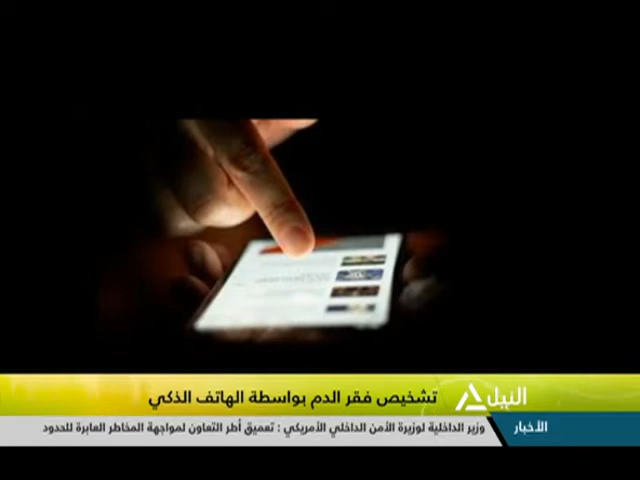 النيل
تشخيص فقر الدم بواسطة الهاتف الذكي
الأخبار
وزير الداخلية لوزيرة الأمن الداخلي الأمريكي : تعميق أطر التعاون لمواجهة المخاطر العابرة للحدود